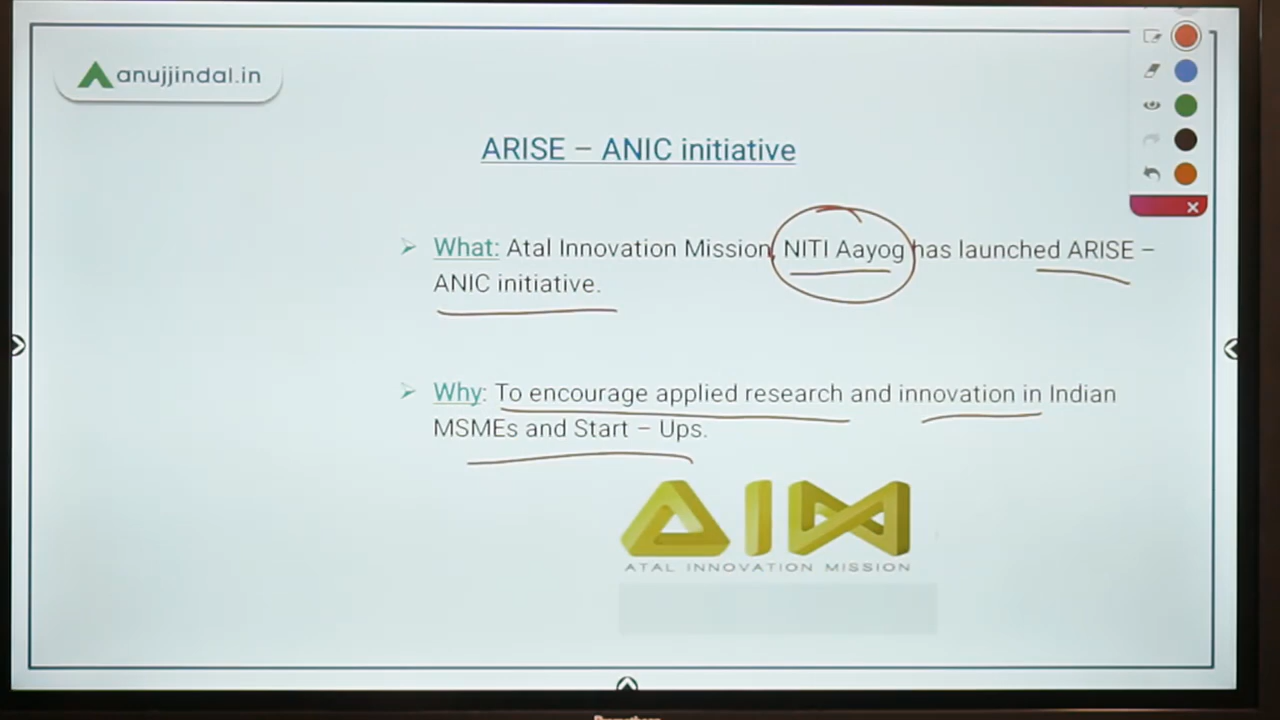 anujjindal.in
ARISE – ANIC initiative
What: Atal Innovation Mission, NITI Aayog has launched ARISE –
ANIC initiative.
Why: To encourage applied research and innovation in Indian
MSMEs and Start – Ups.
AIM
ATAL INNOVATION MISSION